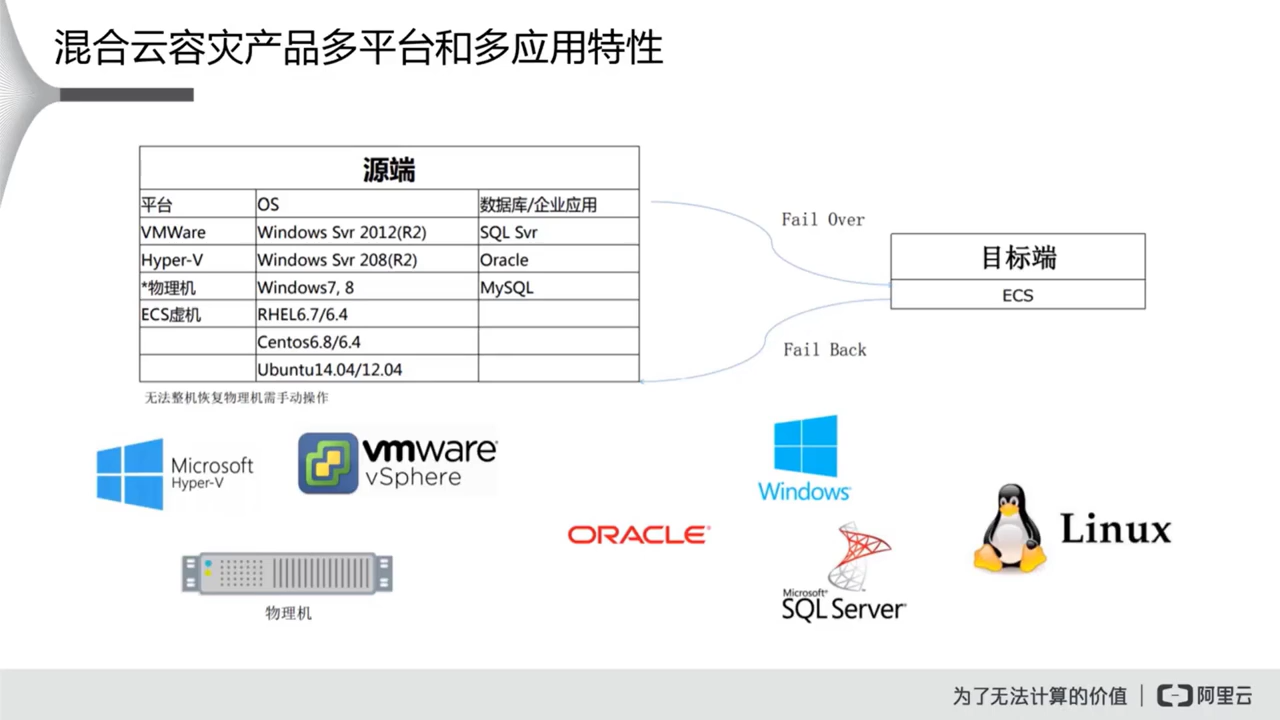 混合云容灾产品多平台和多应用特性
源端
平台 OS 数据库/企业应用
VMWare Windows Svr 2012(R2) SQL Svr
Hyper-V Windows Svr 208(R2) Oracle
*物理机 Windows7, 8 MySQL
ECS虚机 RHEL6.7/6.4
Centos6.8/6.4
Ubuntu14.04/12.04
无法整机恢复物理机需手动操作
Fail Over
目标端
ECS
Fail Back
Microsoft
Hyper-V
vmware
vSphere
Windows
ORACLE
Microsoft
SQL Server
Linux
物理机
为了无法计算的价值 | 阿里云